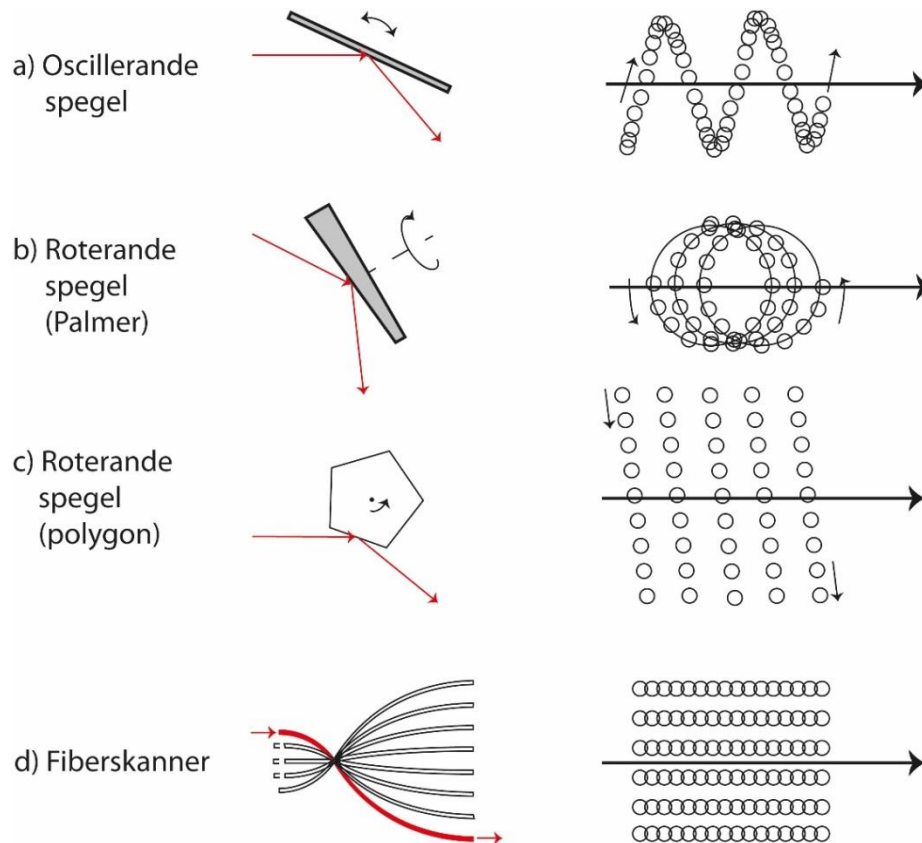 a) Oscillerande
spegel
b) Roterande
spegel
(Palmer)
c) Roterande
spegel
(polygon)
d) Fiberskanner